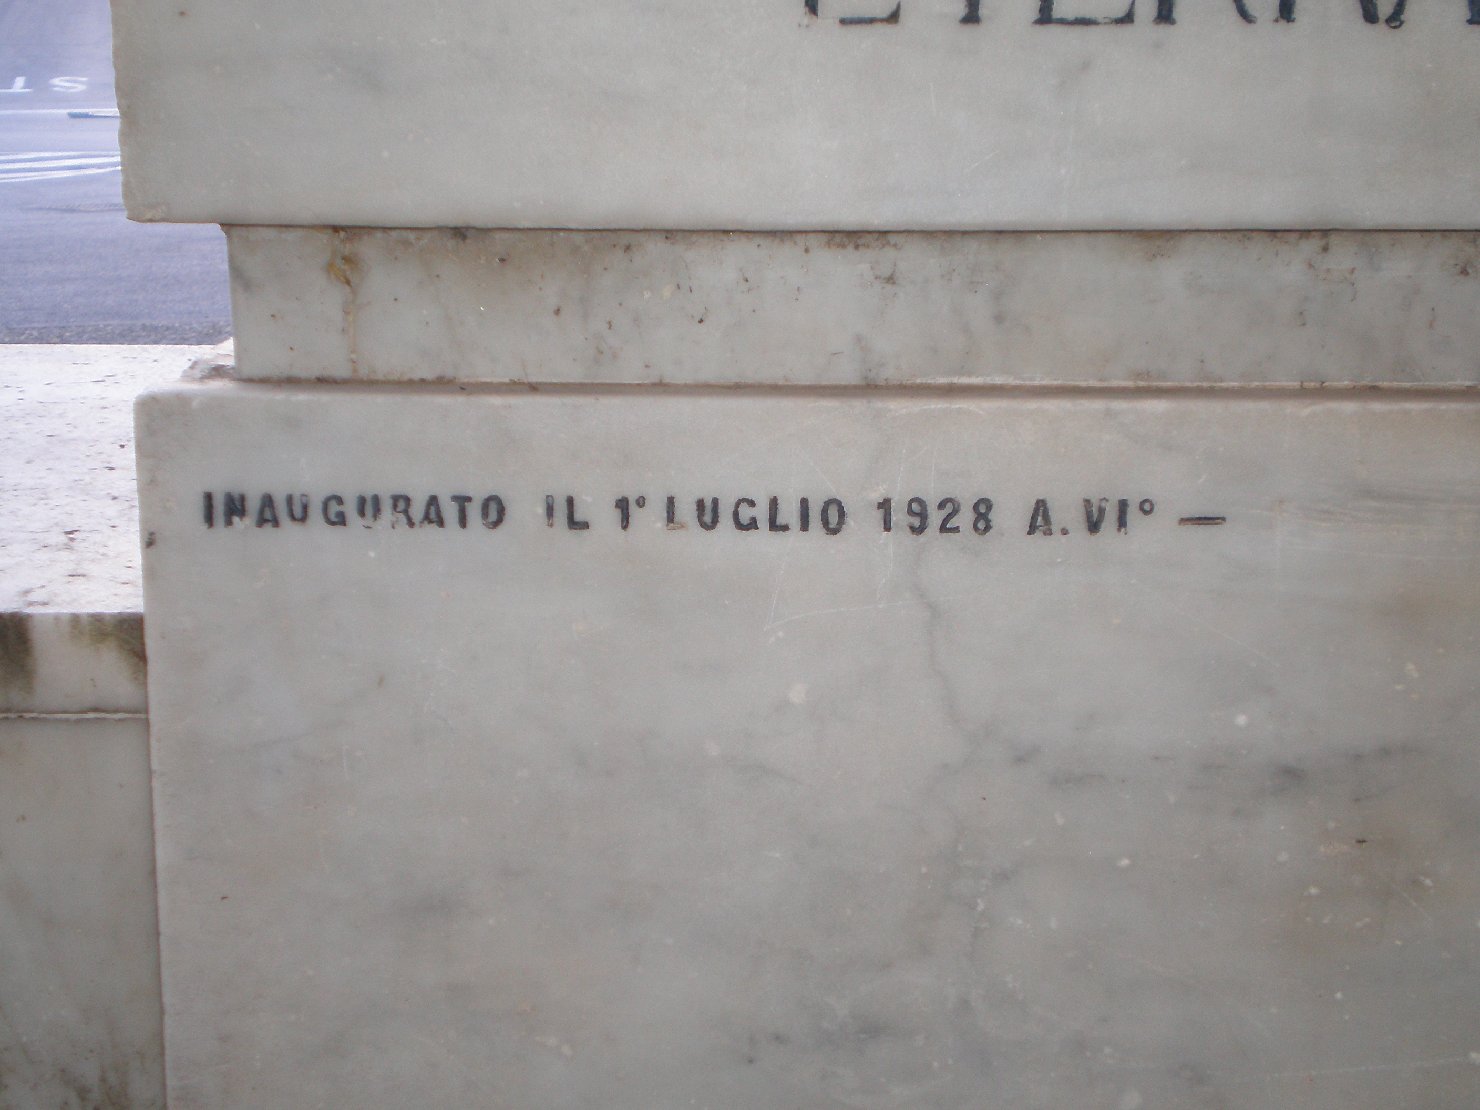 INAUGURATO IL 1° LUGLIO 1928 A. VI° —